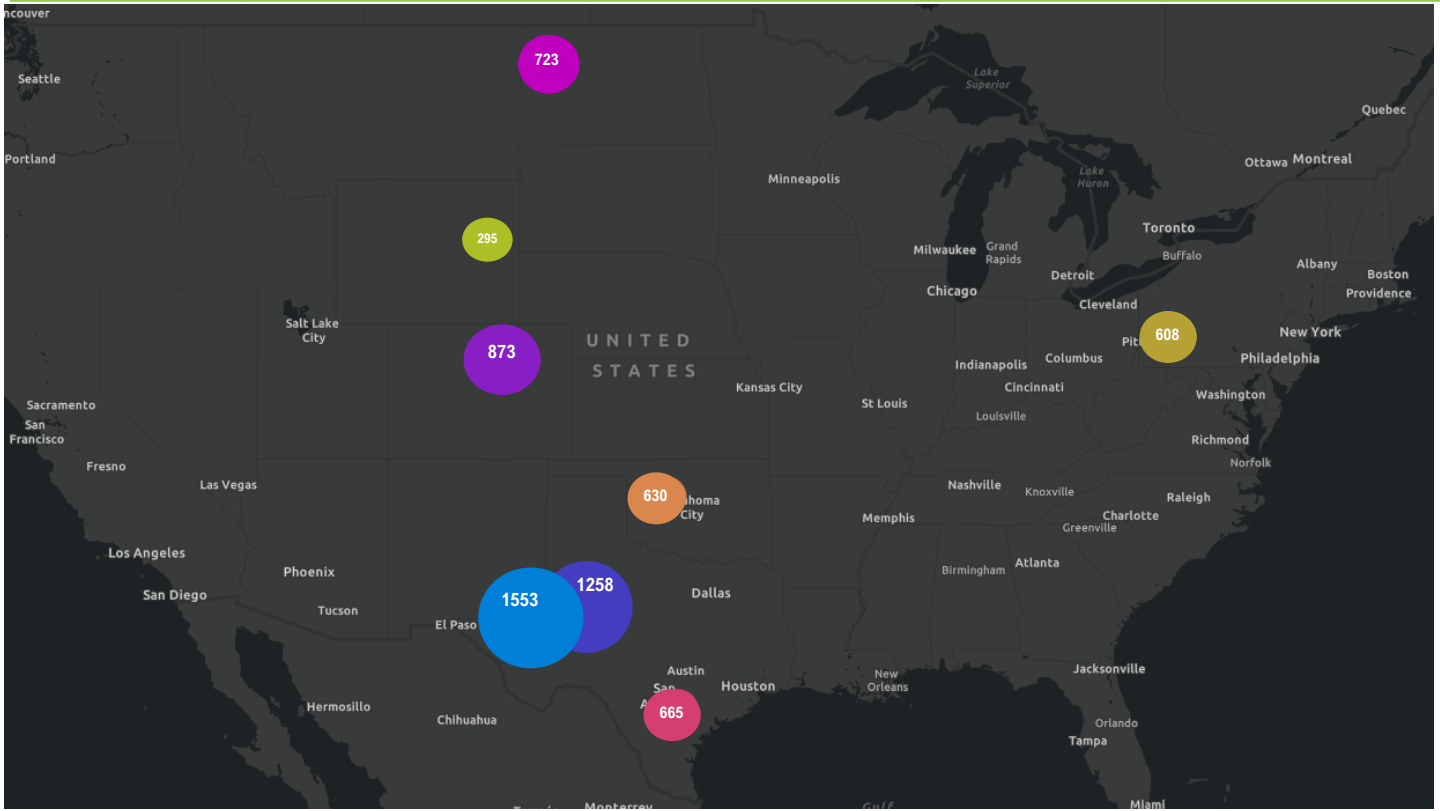 ncouver
Seattle
Portland
723
Lake
Superior
Quebec
Ottawa
Montreal
Minneapolis
Lake
Huron
Toronto
Buffalo
295
Milwaukee
Grand
Rapids
Detroit
Albany
Boston
Providence
Chicago
Cleveland
Salt Lake
City
873
UNITED
STATES
Pit
608
New York
Philadelphia
Indianapolis
Columbus
Cincinnati
Kansas City
St Louis
Louisville
Washington
Sacramento
San
Francisco
Fresno
Las Vegas
Richmond
Norfolk
630
homa
City
Nashville
Knoxville
Raleigh
Memphis
Charlotte
Greenville
Los Angeles
San Diego
Phoenix
Tucson
El Paso
1553
1258
Dallas
Birmingham
Atlanta
Austin
San
A
665
Houston
New
Orleans
Jacksonville
Orlando
Tampa
Miami
Hermosillo
Chihuahua
Monterrey
Gulf